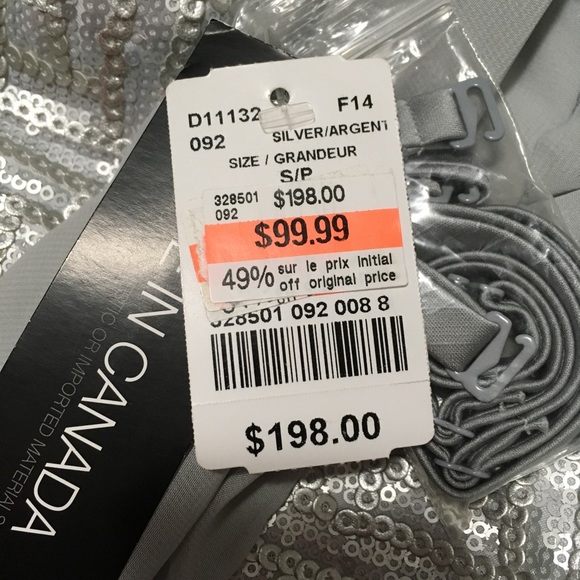 D11132 F14
092 SILVER/ARGENT
SIZE / GRANDEUR
S/P
328501 $198.00
092
$99.99
49% sur le prix initial
off original price
328501 092 008 8
$198.00
IN CANADA
OR IMPORTED MATERIALS